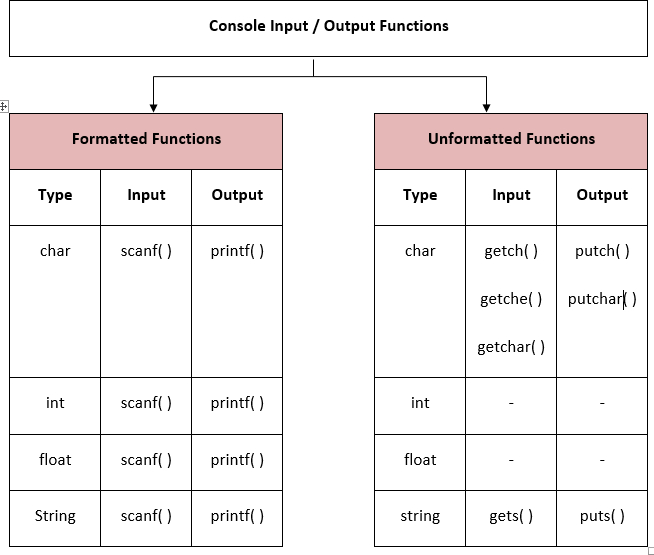 Console Input / Output Functions
Formatted Functions
Type Input Output
char scanf( ) printf( )
int scanf( ) printf( )
float scanf( ) printf( )
String scanf( ) printf( )
Unformatted Functions
Type Input Output
char getch( ) putch( )
getche( ) putchar( )
getchar( )
int - -
float - -
string gets( ) puts( )